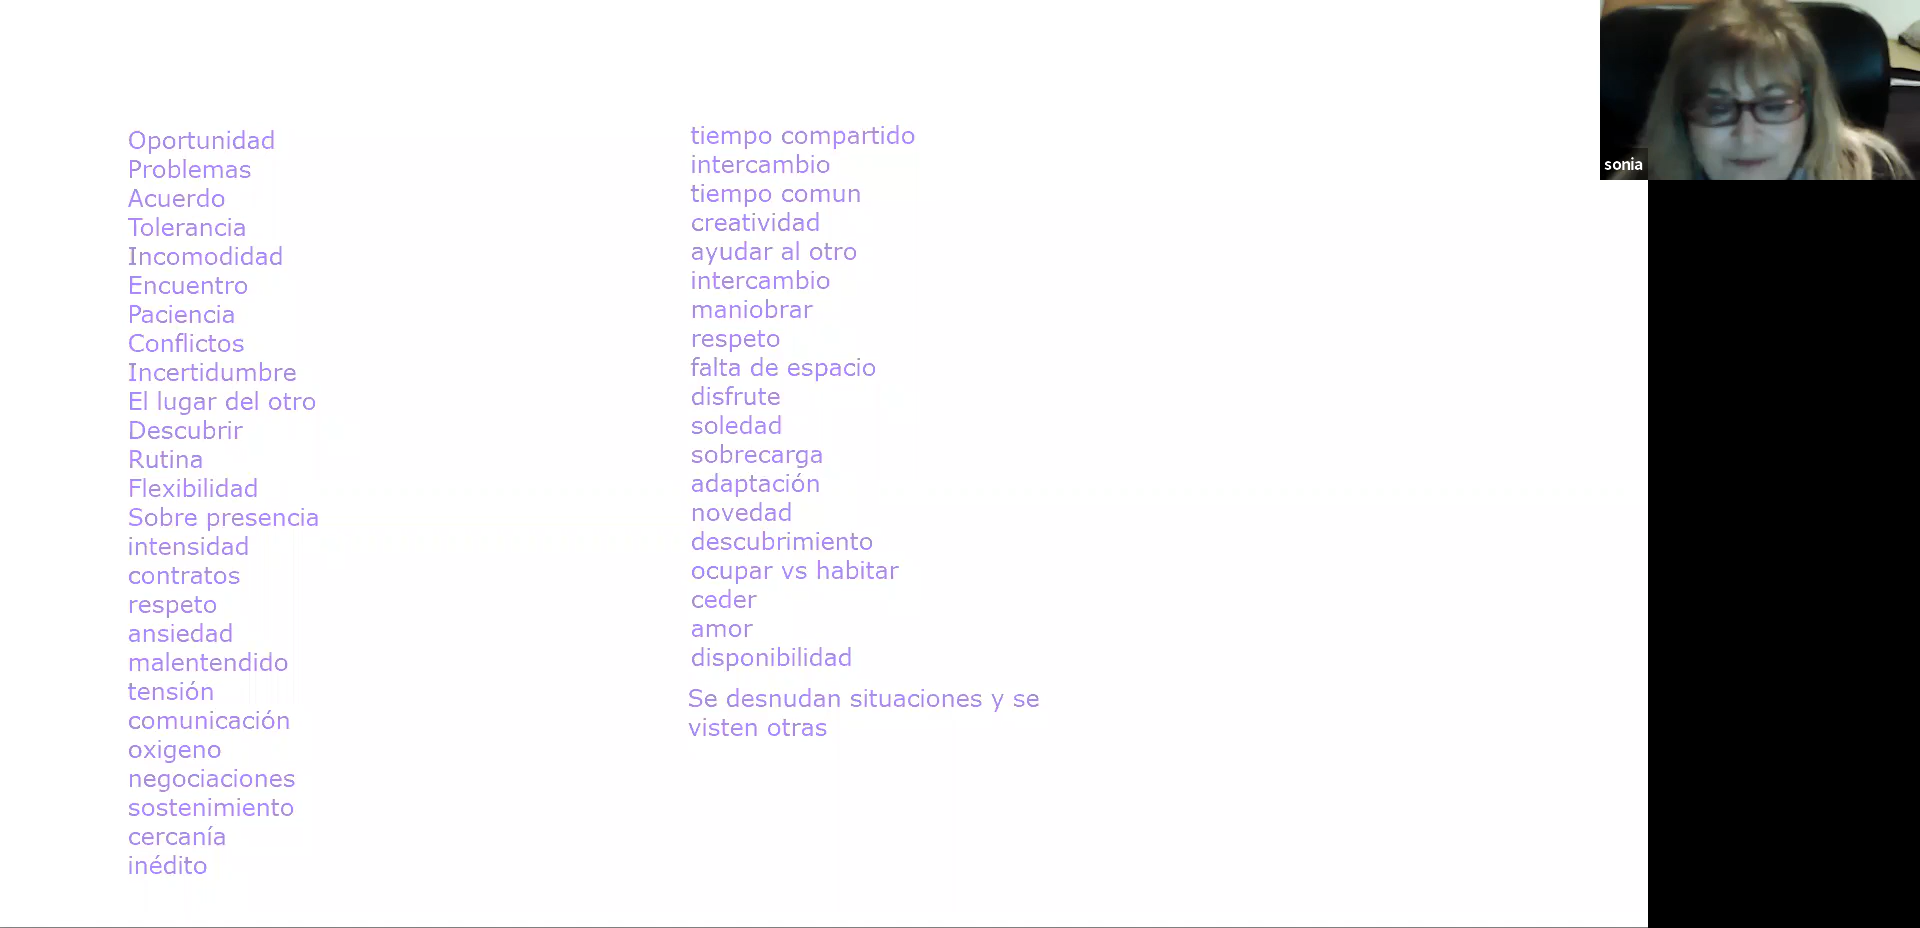 Oportunidad
Problemas
Acuerdo
Tolerancia
Incomodidad
Encuentro
Paciencia
Conflictos
Incertidumbre
El lugar del otro
Descubrir
Rutina
Flexibilidad
Sobre presencia
intensidad
contratos
respeto
ansiedad
malentendido
tensión
comunicación
oxigeno
negociaciones
sostenimiento
cercanía
inédito
tiempo compartido
intercambio
tiempo comun
creatividad
ayudar al otro
intercambio
maniobrar
respeto
falta de espacio
disfrute
soledad
sobrecarga
adaptación
novedad
descubrimiento
ocupar vs habitar
ceder
amor
disponibilidad
Se desnudan situaciones y se
visten otras
sonia